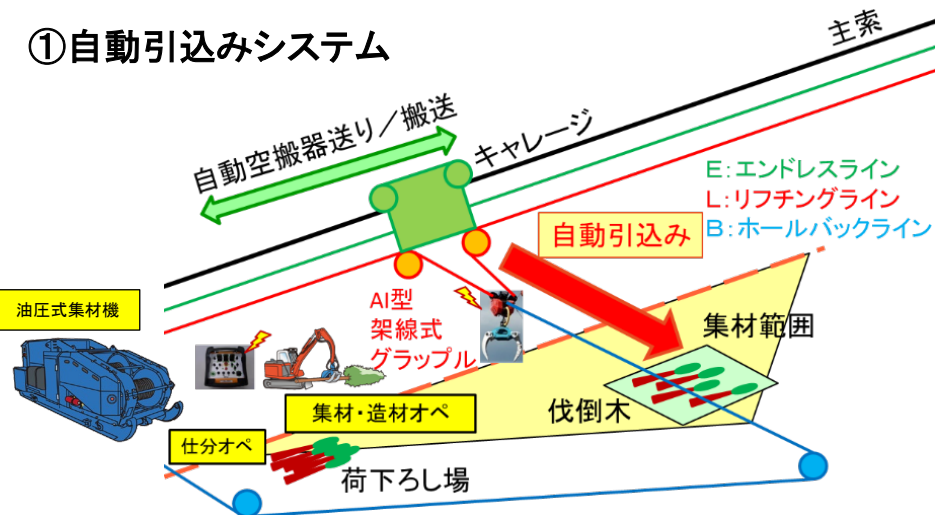 ①自動引込みシステム
主索
自動空搬器送り／搬送
キャレージ
E：エンドレスライン
L：リフチングライン
B：ホールバックライン
自動引込み
油圧式集材機
AI型
架線式
グラップル
集材範囲
集材・造材オペ
伐倒木
仕分オペ
荷下ろし場